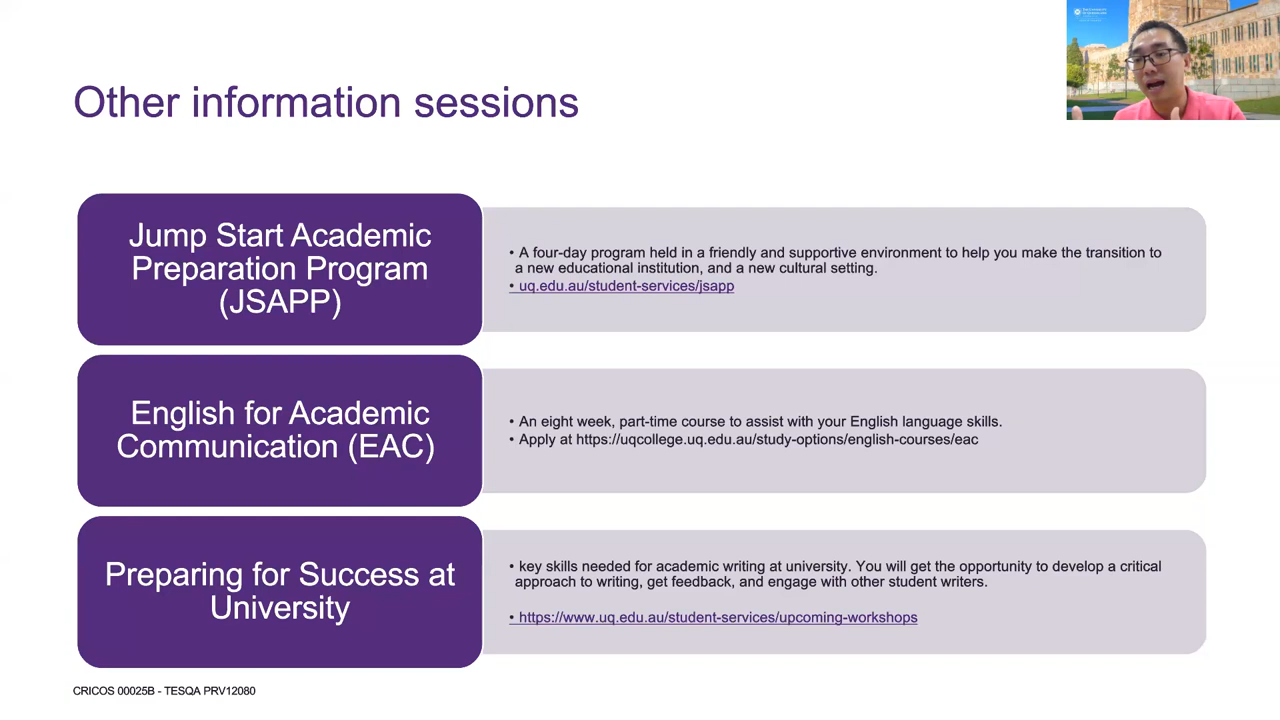 Other information sessions
Jump Start Academic
Preparation Program
(JSAPP)
• A four-day program held in a friendly and supportive environment to help you make the transition to
a new educational institution, and a new cultural setting.
• uq.edu.au/student-services/jsapp
English for Academic
Communication (EAC)
• An eight week, part-time course to assist with your English language skills.
• Apply at https://uqcollege.uq.edu.au/study-options/english-courses/eac
Preparing for Success at
University
• key skills needed for academic writing at university. You will get the opportunity to develop a critical
approach to writing, get feedback, and engage with other student writers.
• https://www.uq.edu.au/student-services/upcoming-workshops
CRICOS 00025B - TESQA PRV12080